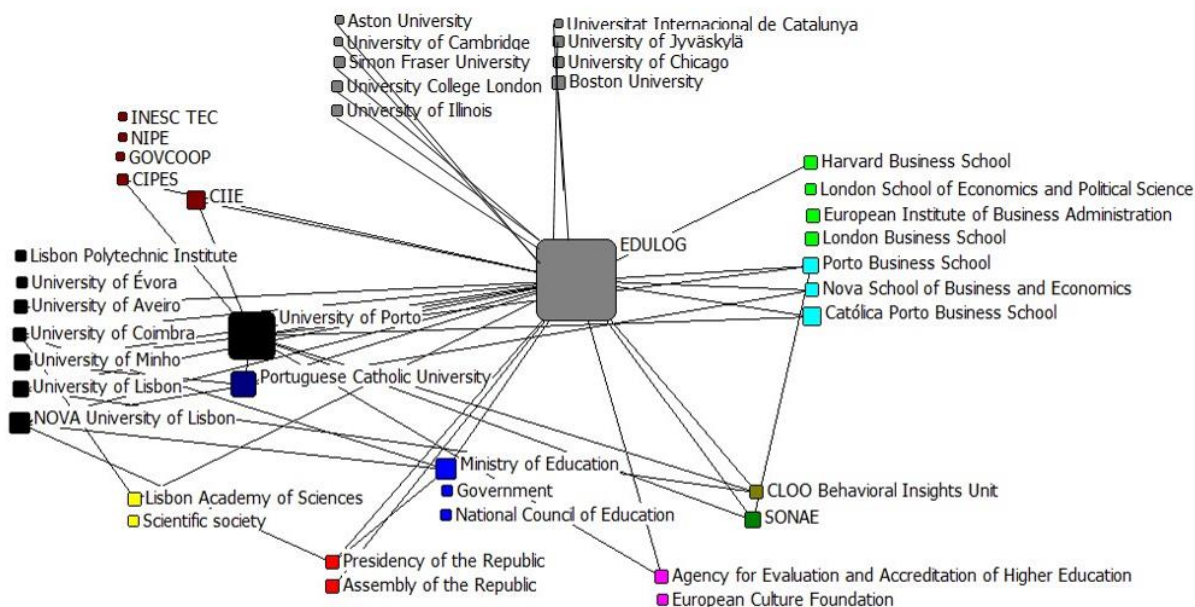 Aston University
University of Cambridge
Simon Fraser University
University College London
University of Illinois
Universitat Internacional de Catalunya
University of Jyväskylä
University of Chicago
Boston University
INESC TEC
NIPE
GOVCOOP
CIPES
CIIE
EDULOG
Harvard Business School
London School of Economics and Political Science
European Institute of Business Administration
London Business School
Porto Business School
Nova School of Business and Economics
Católica Porto Business School
Lisbon Polytechnic Institute
University of Évora
University of Aveiro
University of Porto
University of Coimbra
University of Minho
University of Lisbon
Portuguese Catholic University
NOVA University of Lisbon
Ministry of Education
Government
National Council of Education
Lisbon Academy of Sciences
Scientific society
CLOO Behavioral Insights Unit
SONAE
Presidency of the Republic
Assembly of the Republic
Agency for Evaluation and Accreditation of Higher Education
European Culture Foundation